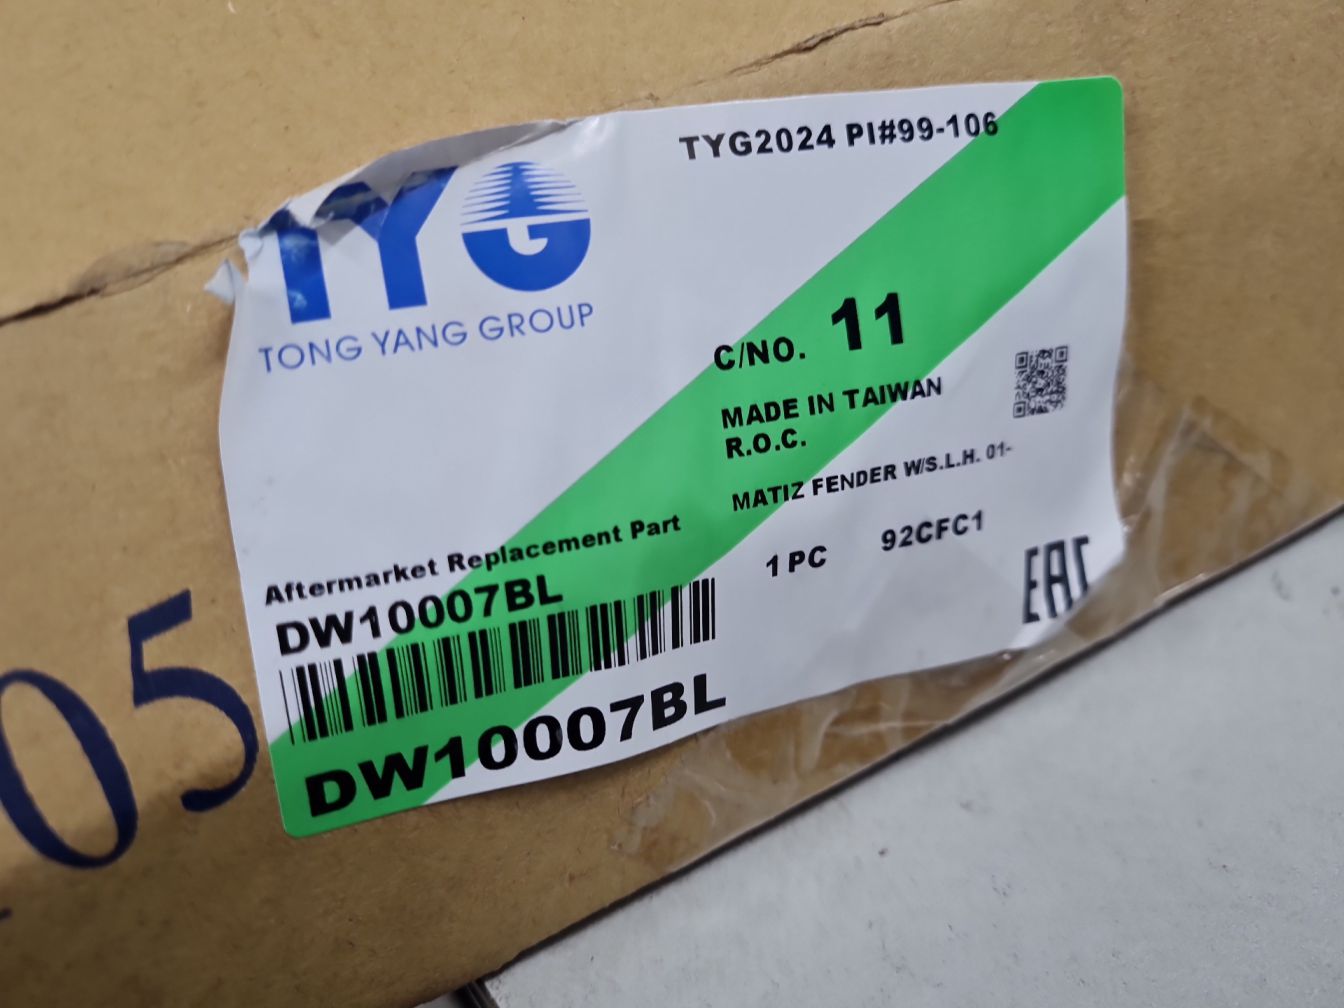 TYG2024 PI#99-106
TYG
TONG YANG GROUP
C/NO. 11
MADE IN TAIWAN
R.O.C.
MATIZ FENDER W/S.L.H. 01-
1 PC 92CFC1
EAC
Aftermarket Replacement Part
DW10007BL
DW10007BL
05